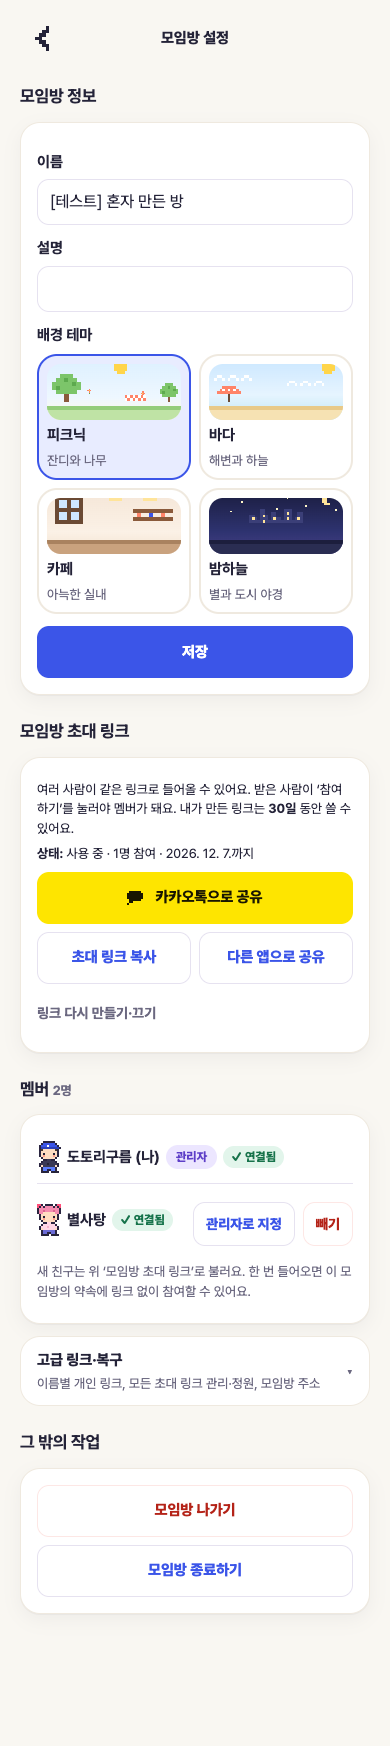 모임방 설정
모임방 정보
이름
[테스트] 혼자 만든 방
설명
배경 테마
피크닉
잔디와 나무
바다
해변과 하늘
카페
아늑한 실내
밤하늘
별과 도시 야경
저장
모임방 초대 링크
여러 사람이 같은 링크로 들어올 수 있어요. 받은 사람이 ‘참여
하기’를 눌러야 멤버가 돼요. 내가 만든 링크는 30일 동안 쓸 수
있어요.
상태: 사용 중 · 1명 참여 · 2026. 12. 7.까지
카카오톡으로 공유
초대 링크 복사
다른 앱으로 공유
링크 다시 만들기·끄기
멤버 2명
도토리구름 (나) 관리자 ✓ 연결됨
별사탕 ✓ 연결됨 관리자로 지정 빼기
새 친구는 위 ‘모임방 초대 링크’로 불러요. 한 번 들어오면 이 모
임방의 약속에 링크 없이 참여할 수 있어요.
고급 링크·복구
이름별 개인 링크, 모든 초대 링크 관리·정원, 모임방 주소
그 밖의 작업
모임방 나가기
모임방 종료하기